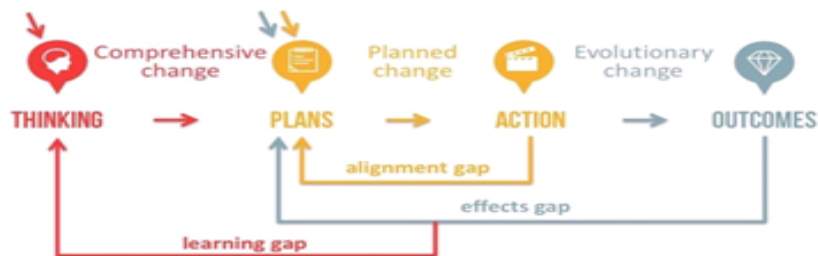 Comprehensive
change
Planned
change
Evolutionary
change
THINKING
PLANS
ACTION
OUTCOMES
alignment gap
effects gap
learning gap